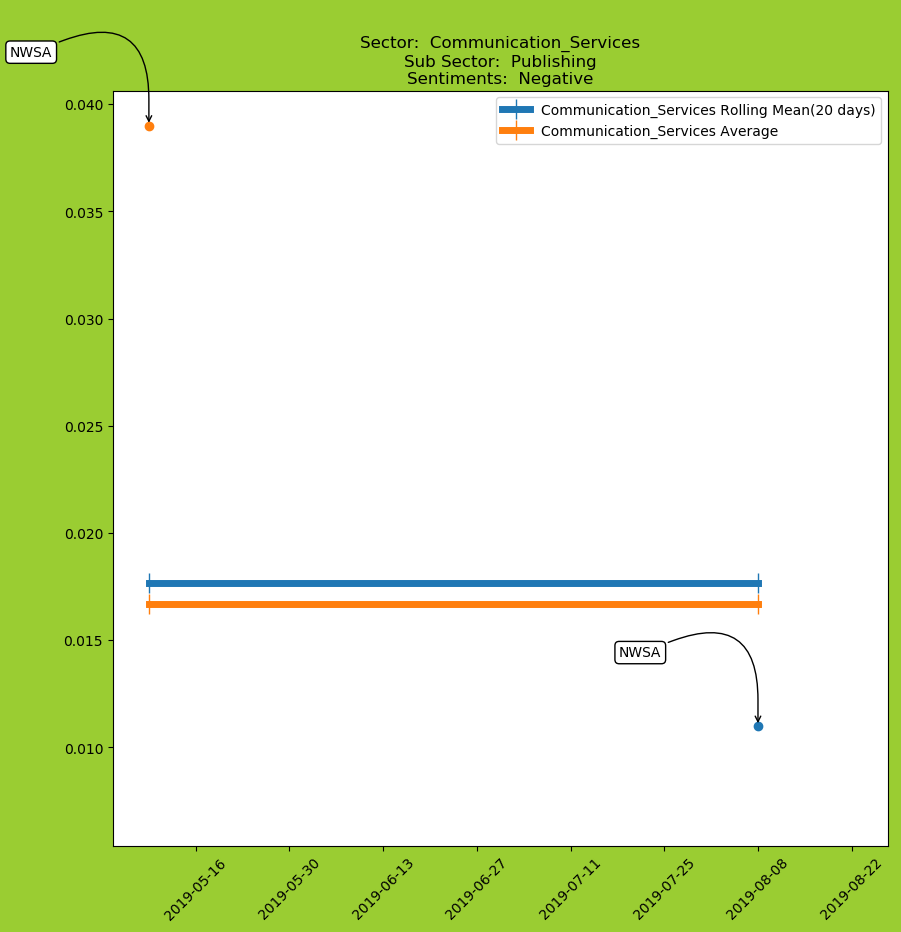 NWSA
Sector:  Communication_Services
Sub Sector:  Publishing
Sentiments:  Negative
Communication_Services Rolling Mean(20 days)
Communication_Services Average
0.040
0.035
0.030
0.025
0.020
0.015
0.010
NWSA
2019-05-16
2019-05-30
2019-06-13
2019-06-27
2019-07-11
2019-07-25
2019-08-08
2019-08-22